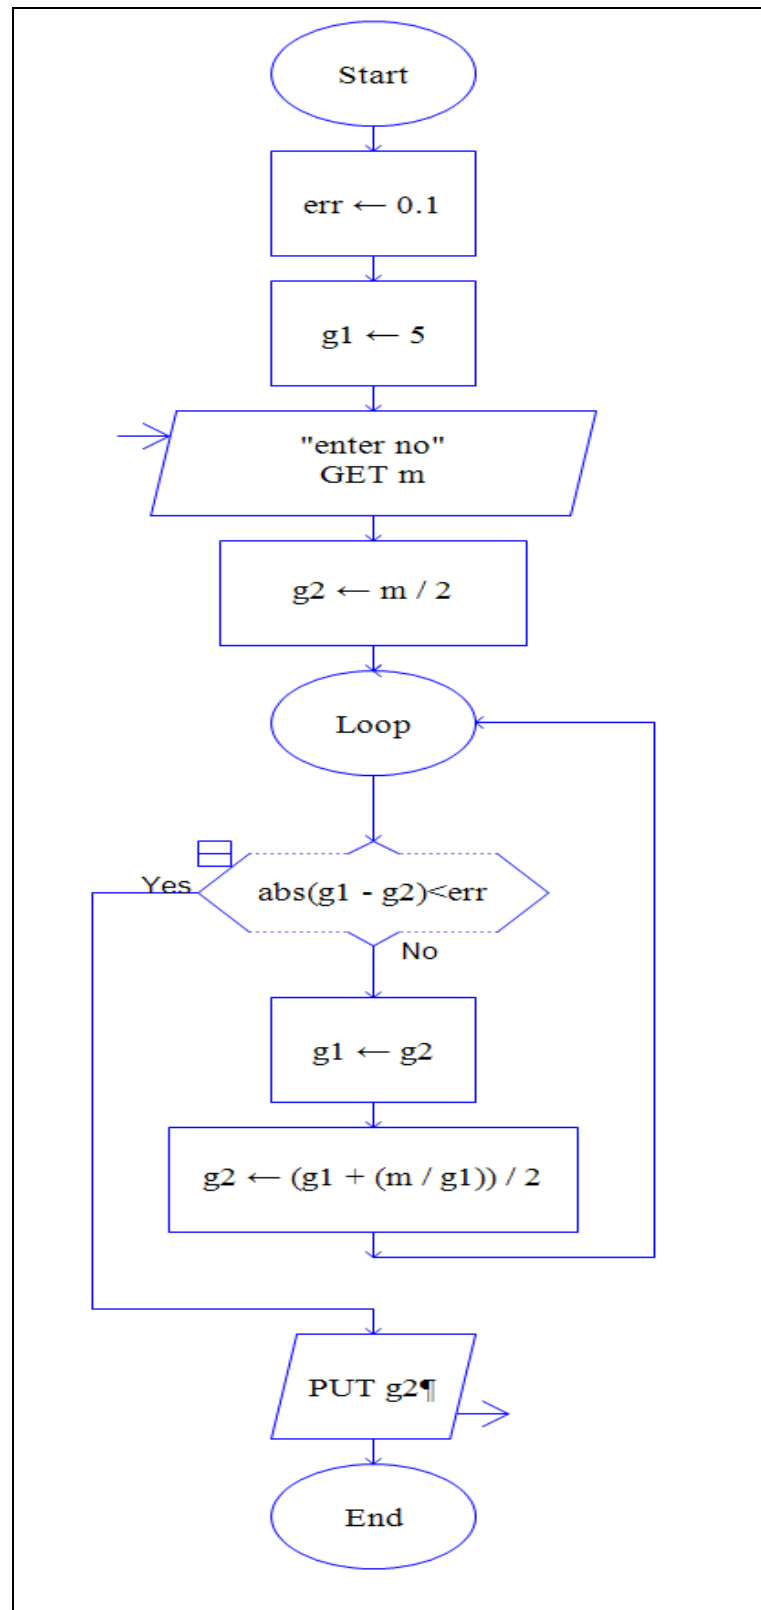 Start
err ← 0.1
g1 ← 5
"enter no"
GET m
g2 ← m / 2
Loop
Yes
abs(g1 - g2)<err
No
g1 ← g2
g2 ← (g1 + (m / g1)) / 2
PUT g2¶
End